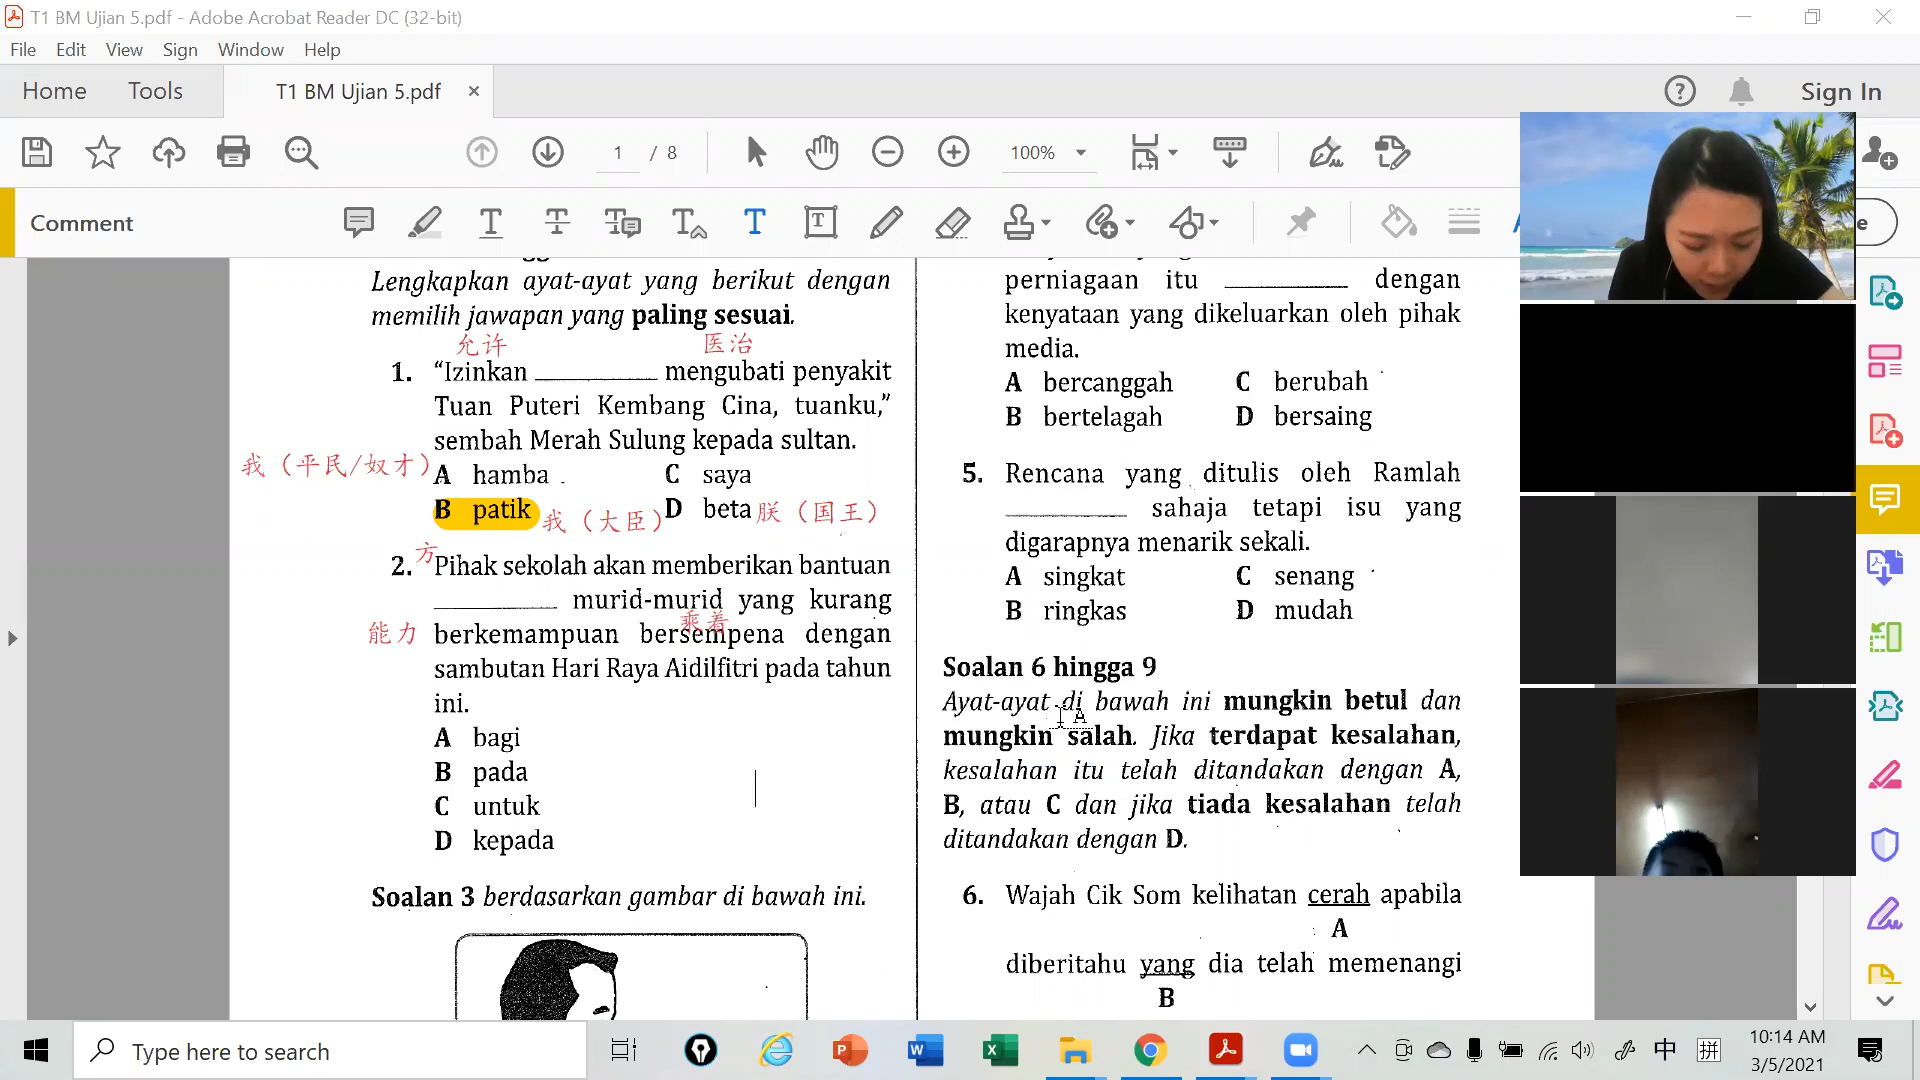 T1 BM Ujian 5.pdf - Adobe Acrobat Reader DC (32-bit)
File Edit View Sign Window Help
Home Tools T1 BM Ujian 5.pdf × Sign In
1 / 8 100%
Comment
Lengkapkan ayat-ayat yang berikut dengan
memilih jawapan yang paling sesuai.
允许 医治
1. “Izinkan ____________ mengubati penyakit
Tuan Puteri Kembang Cina, tuanku,”
sembah Merah Sulung kepada sultan.
我（平民/奴才） A hamba C saya
B patik 我（大臣） D beta 朕（国王）
方
2. Pihak sekolah akan memberikan bantuan
____________ murid-murid yang kurang
乘着
能力 berkemampuan bersempena dengan
sambutan Hari Raya Aidilfitri pada tahun
ini.
A bagi
B pada
C untuk
D kepada
Soalan 3 berdasarkan gambar di bawah ini.
perniagaan itu ____________ dengan
kenyataan yang dikeluarkan oleh pihak
media.
A bercanggah C berubah
B bertelagah D bersaing
5. Rencana yang ditulis oleh Ramlah
____________ sahaja tetapi isu yang
digarapnya menarik sekali.
A singkat C senang
B ringkas D mudah
Soalan 6 hingga 9
Ayat-ayat di bawah ini mungkin betul dan
mungkin salah. Jika terdapat kesalahan,
kesalahan itu telah ditandakan dengan A,
B, atau C dan jika tiada kesalahan telah
ditandakan dengan D.
6. Wajah Cik Som kelihatan cerah apabila
A
diberitahu yang dia telah memenangi
B
Type here to search
中 拼
10:14 AM
3/5/2021